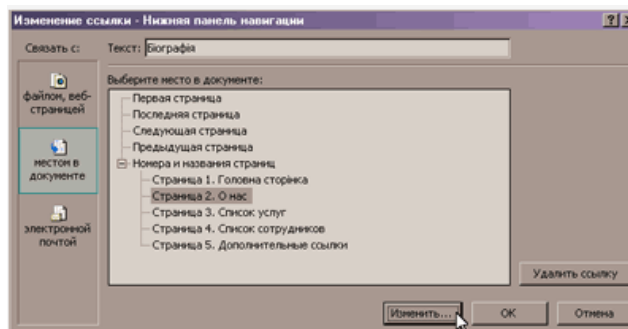 Изменение ссылки - Нижняя панель навигации
Связать с:
Текст: Біографія
Выберите место в документе:
файлом, веб-
страницей
местом в
документе
электронной
почтой
Первая страница
Последняя страница
Следующая страница
Предыдущая страница
Номера и названия страниц
Страница 1. Головна сторінка
Страница 2. О нас
Страница 3. Список услуг
Страница 4. Список сотрудников
Страница 5. Дополнительные ссылки
Удалить ссылку
Изменить... OK Отмена